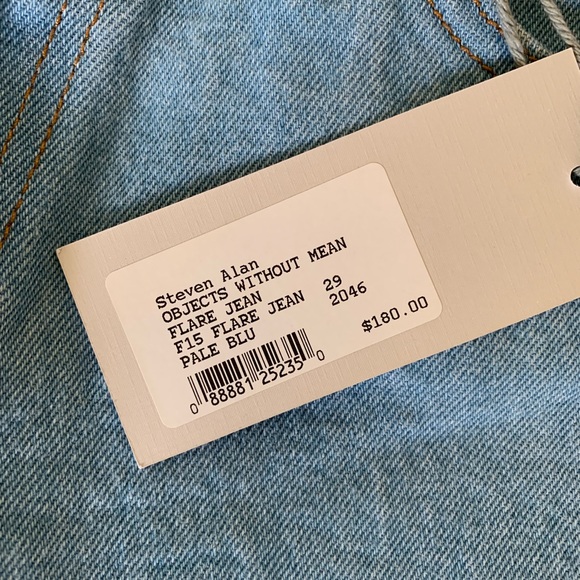 Steven Alan
OBJECTS WITHOUT MEAN
FLARE JEAN 29
F15 FLARE JEAN 2046
PALE BLU
$180.00
0 88881 25235 0